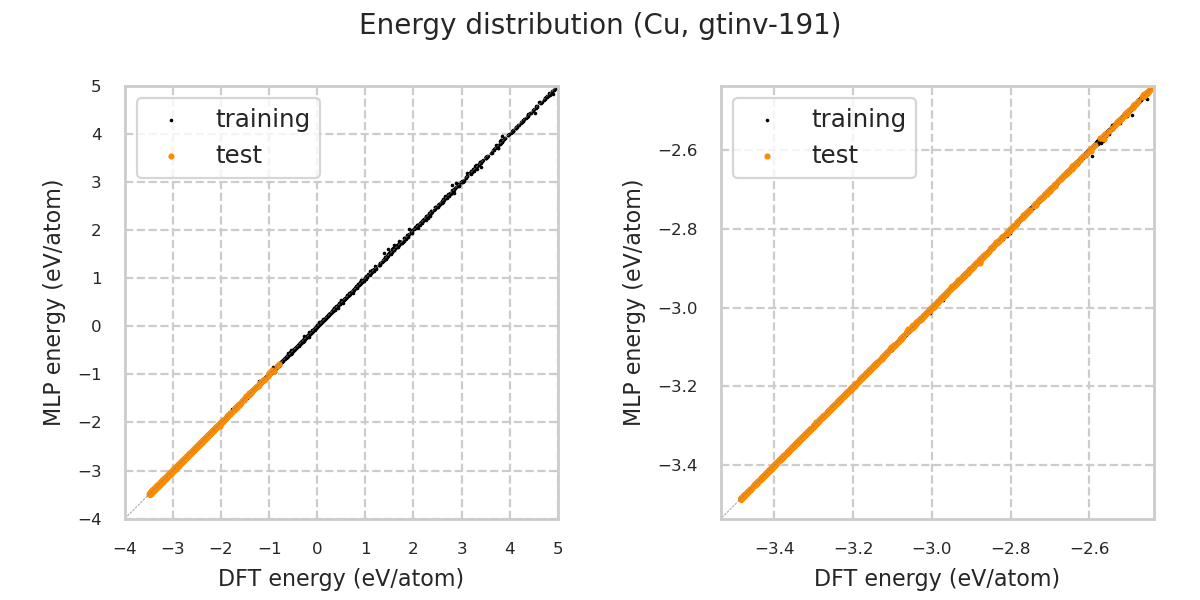 Energy distribution (Cu, gtinv-191)
5
4
3
2
1
0
−1
−2
−3
−4
MLP energy (eV/atom)
training
test
−4 −3 −2 −1 0 1 2 3 4 5
DFT energy (eV/atom)
−2.6
−2.8
−3.0
−3.2
−3.4
MLP energy (eV/atom)
training
test
−3.4 −3.2 −3.0 −2.8 −2.6
DFT energy (eV/atom)